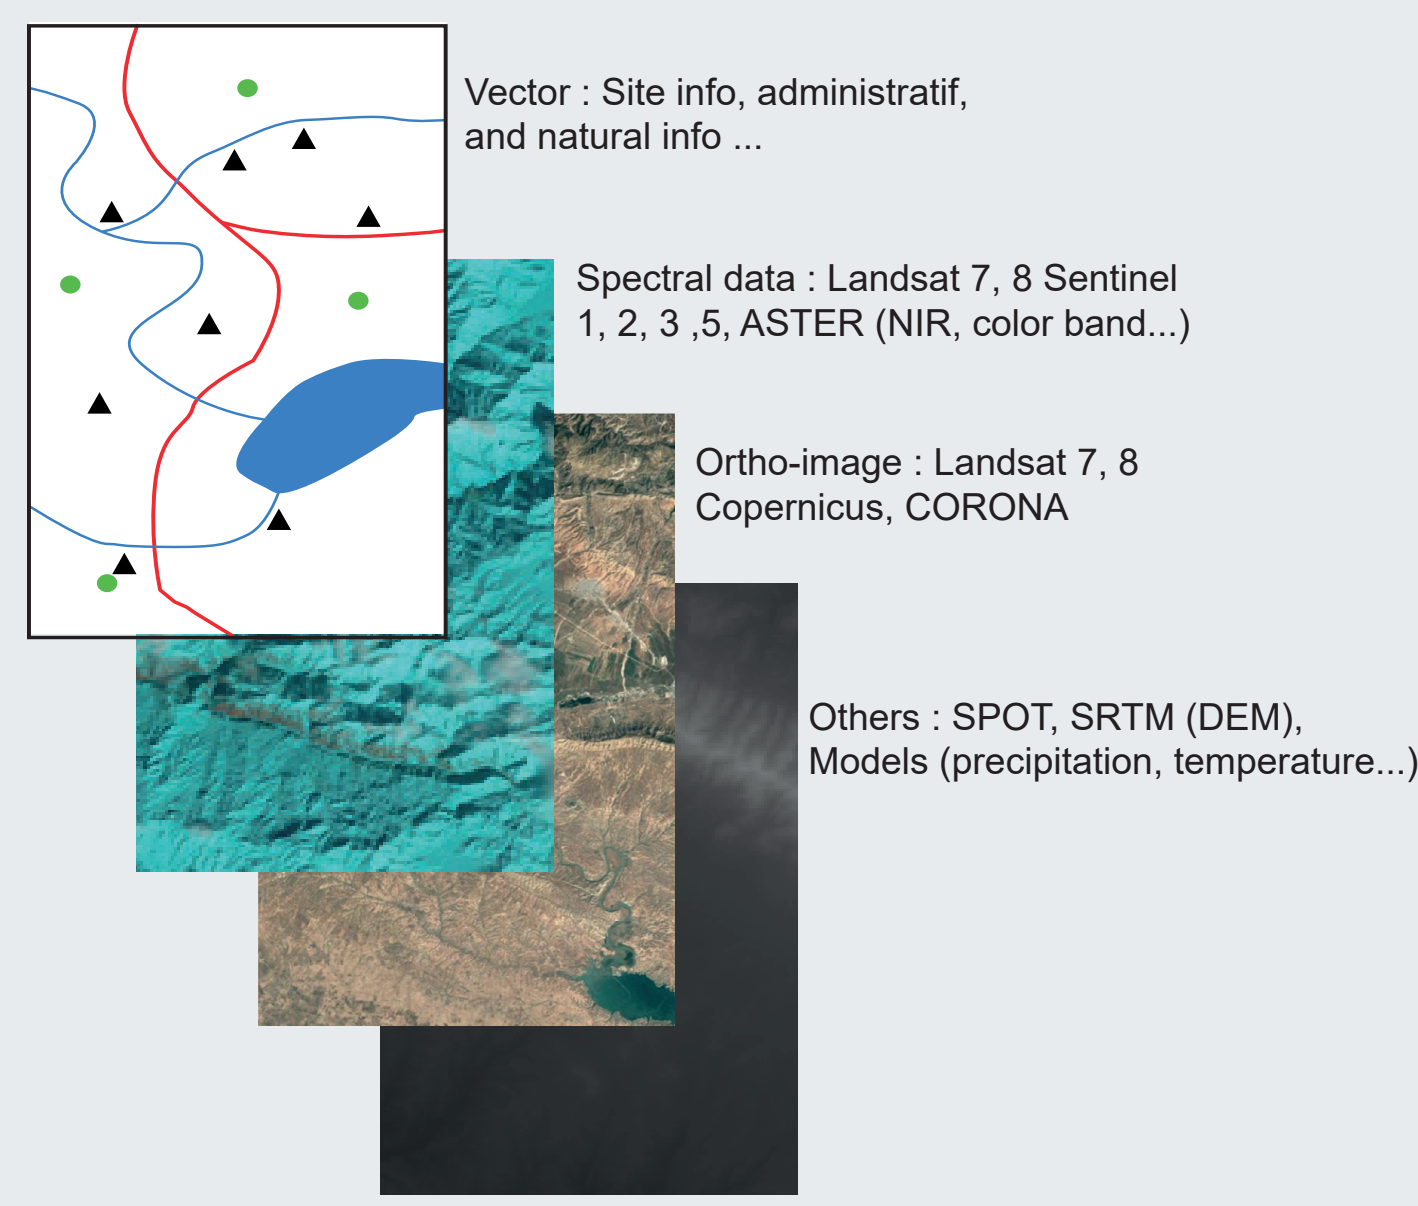 Vector : Site info, administratif,
and natural info ...
Spectral data : Landsat 7, 8 Sentinel
1, 2, 3 ,5, ASTER (NIR, color band...)
Ortho-image : Landsat 7, 8
Copernicus, CORONA
Others : SPOT, SRTM (DEM),
Models (precipitation, temperature...)